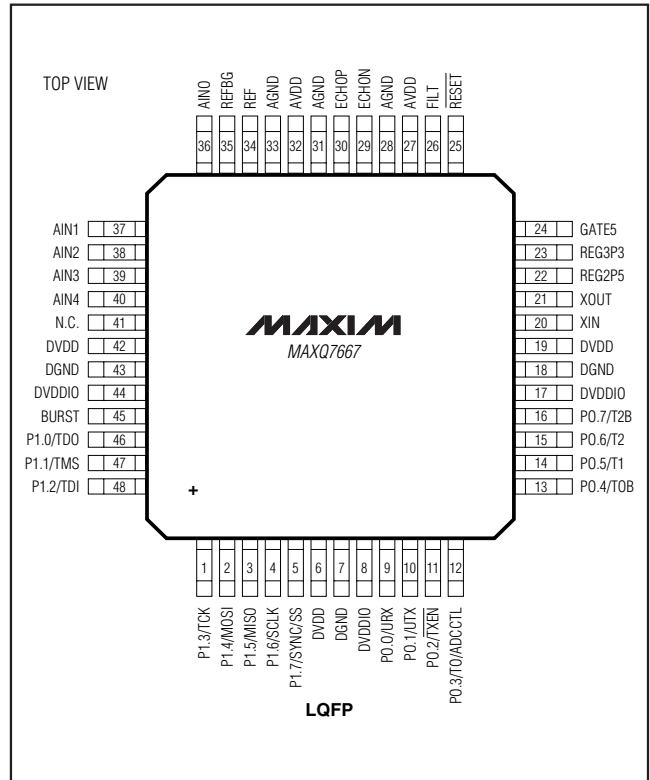 TOP VIEW
AIN0
REFBG
REF
AGND
AVDD
AGND
ECHOP
ECHON
AGND
AVDD
FILT
RESET
36 35 34 33 32 31 30 29 28 27 26 25
AIN1 37
AIN2 38
AIN3 39
AIN4 40
N.C. 41
DVDD 42
DGND 43
DVDDIO 44
BURST 45
P1.0/TDO 46
P1.1/TMS 47
P1.2/TDI 48
MAXIM
MAXQ7667
+
24 GATE5
23 REG3P3
22 REG2P5
21 XOUT
20 XIN
19 DVDD
18 DGND
17 DVDDIO
16 P0.7/T2B
15 P0.6/T2
14 P0.5/T1
13 P0.4/T0B
1 2 3 4 5 6 7 8 9 10 11 12
P1.3/TCK
P1.4/MOSI
P1.5/MISO
P1.6/SCLK
P1.7/SYNC/SS
DVDD
DGND
DVDDIO
P0.0/URX
P0.1/UTX
P0.2/TXEN
P0.3/T0/ADCCTL
LQFP